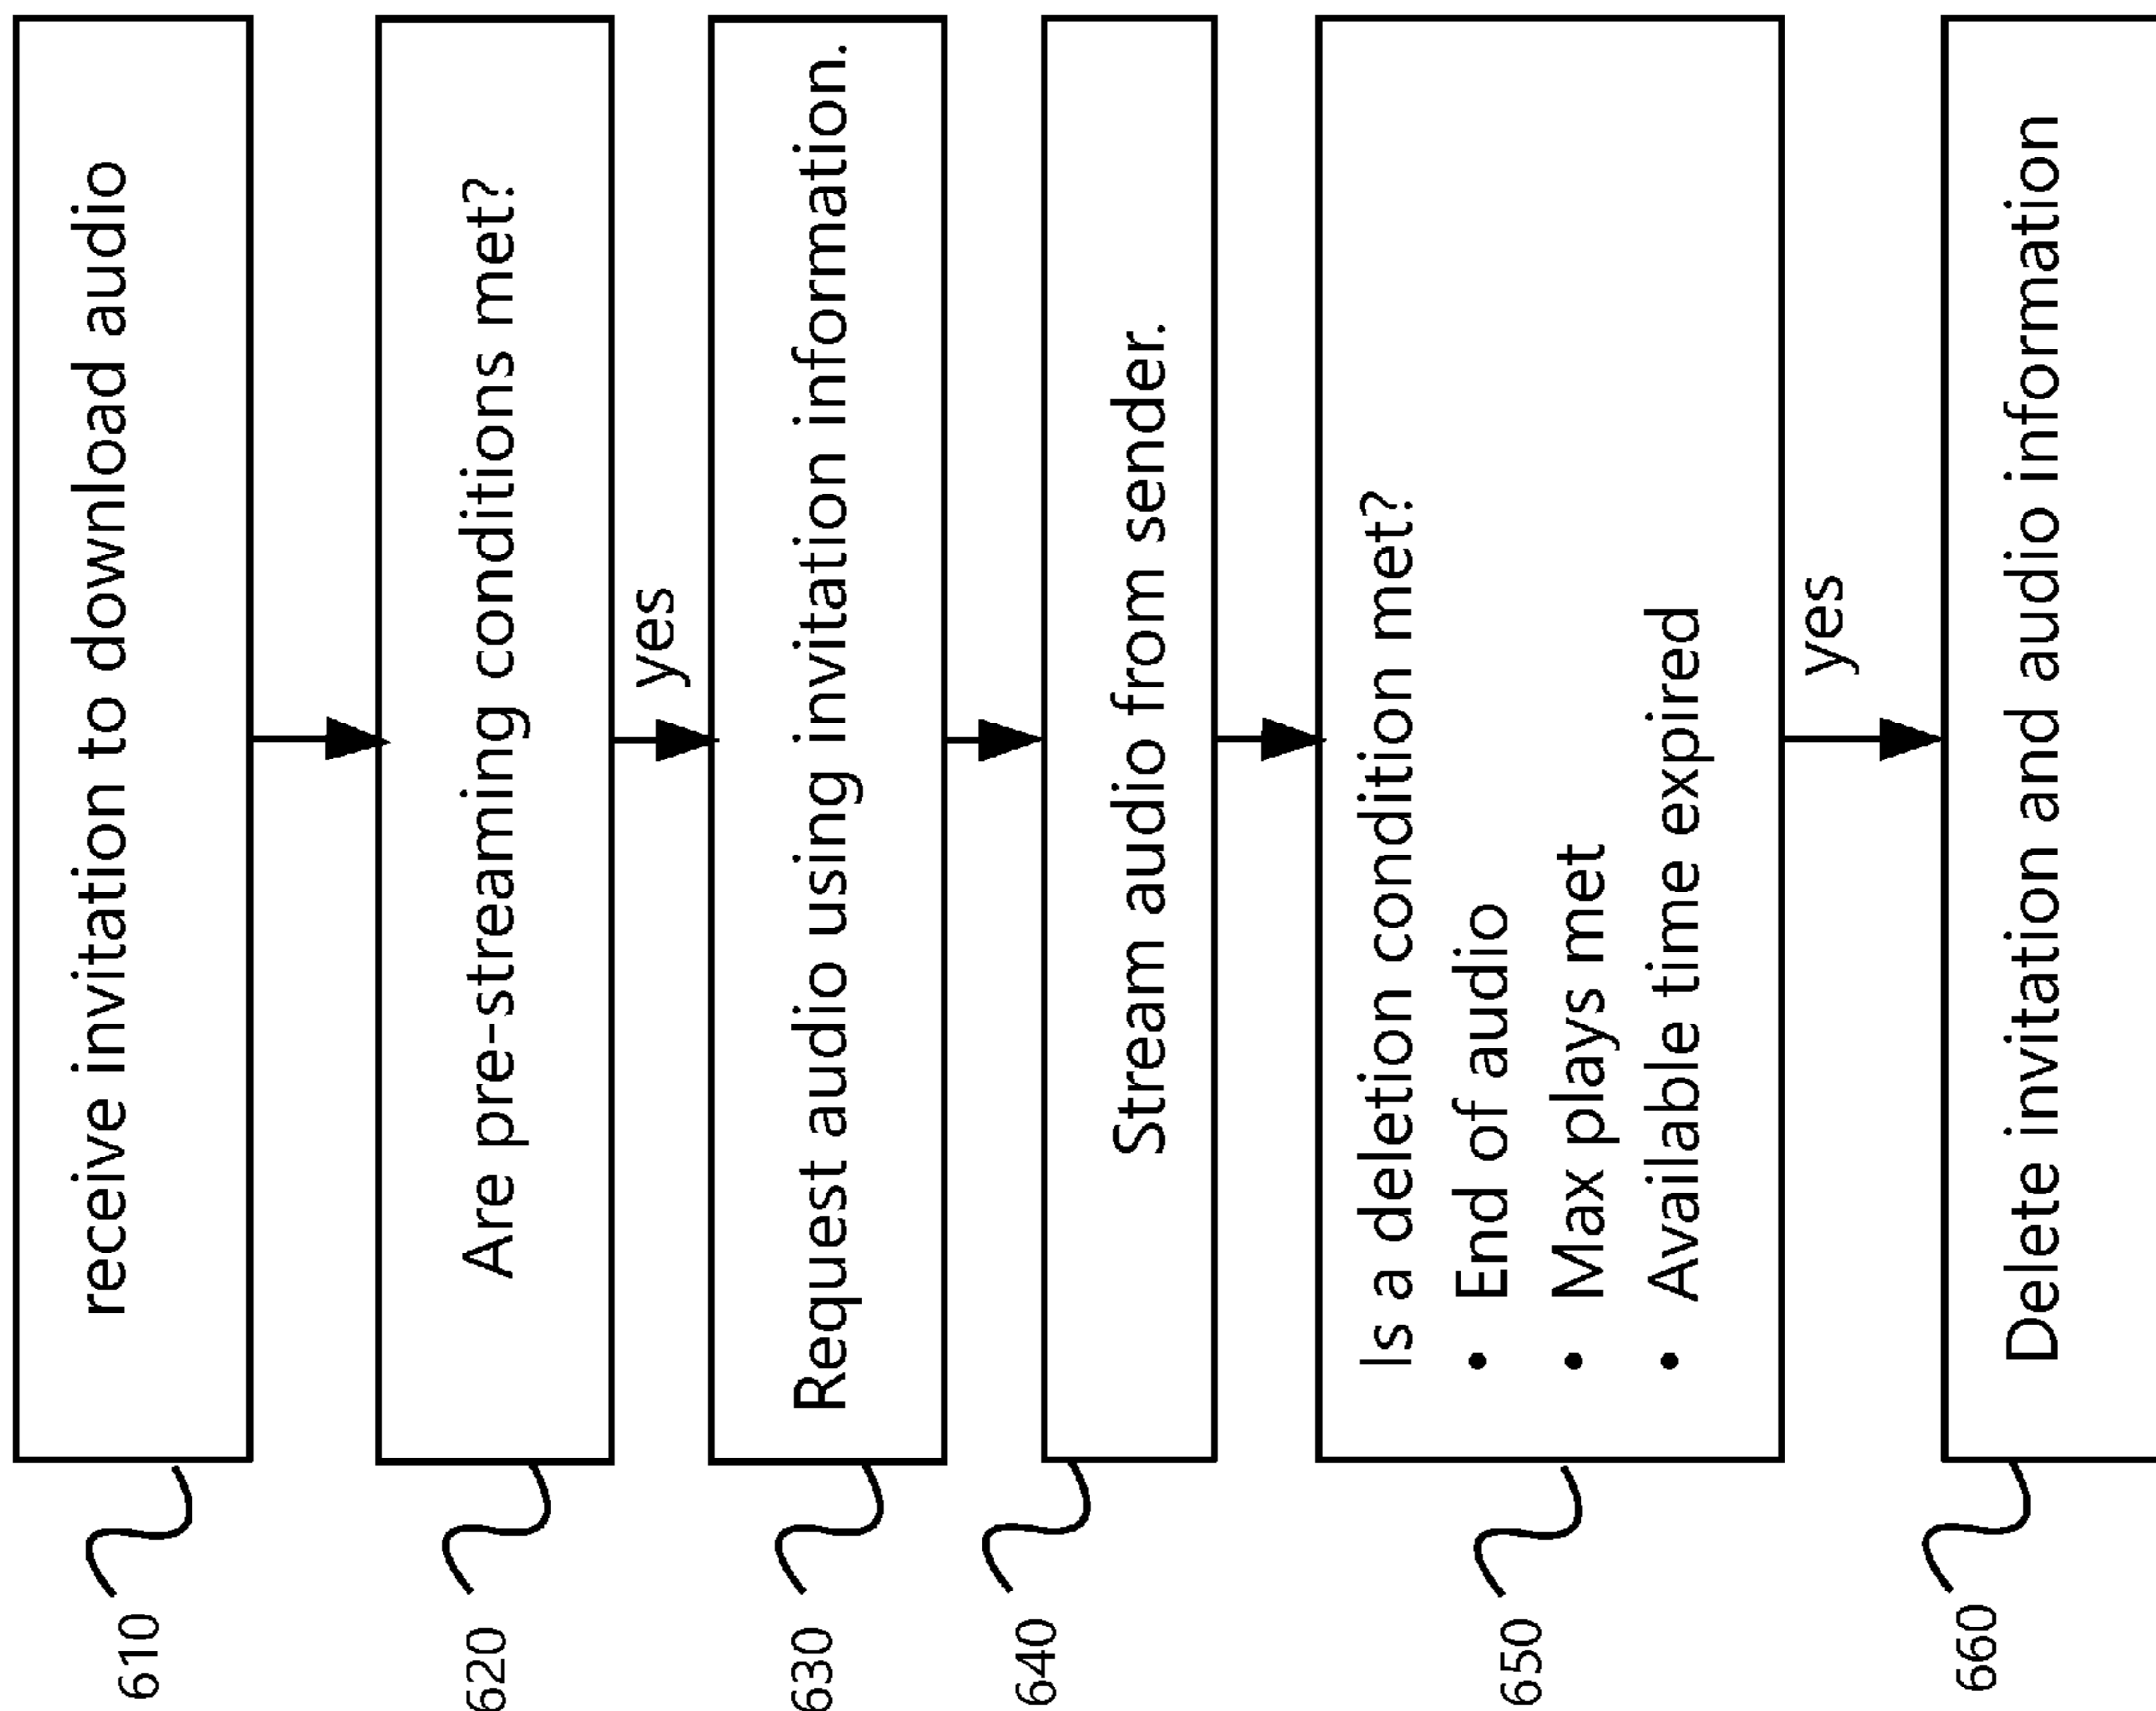 610
receive invitation to download audio
620
Are pre-streaming conditions met?
yes
630
Request audio using invitation information.
640
Stream audio from sender.
650
Is a deletion condition met?
• End of audio
• Max plays met
• Available time expired
yes
660
Delete invitation and audio information